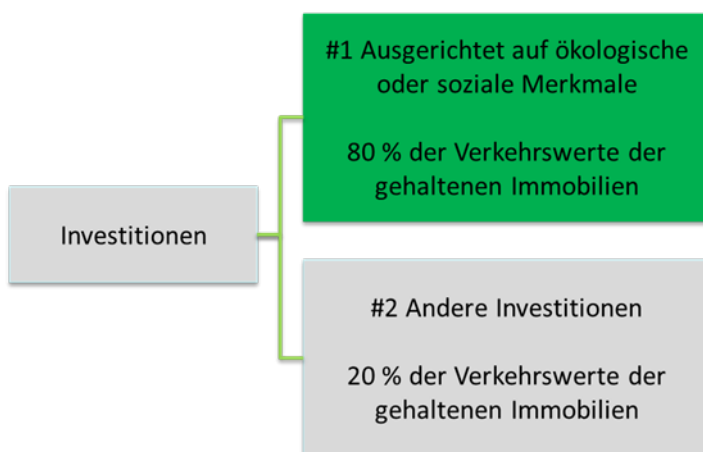 #1 Ausgerichtet auf ökologische
oder soziale Merkmale
80 % der Verkehrswerte der
gehaltenen Immobilien
Investitionen
#2 Andere Investitionen
20 % der Verkehrswerte der
gehaltenen Immobilien